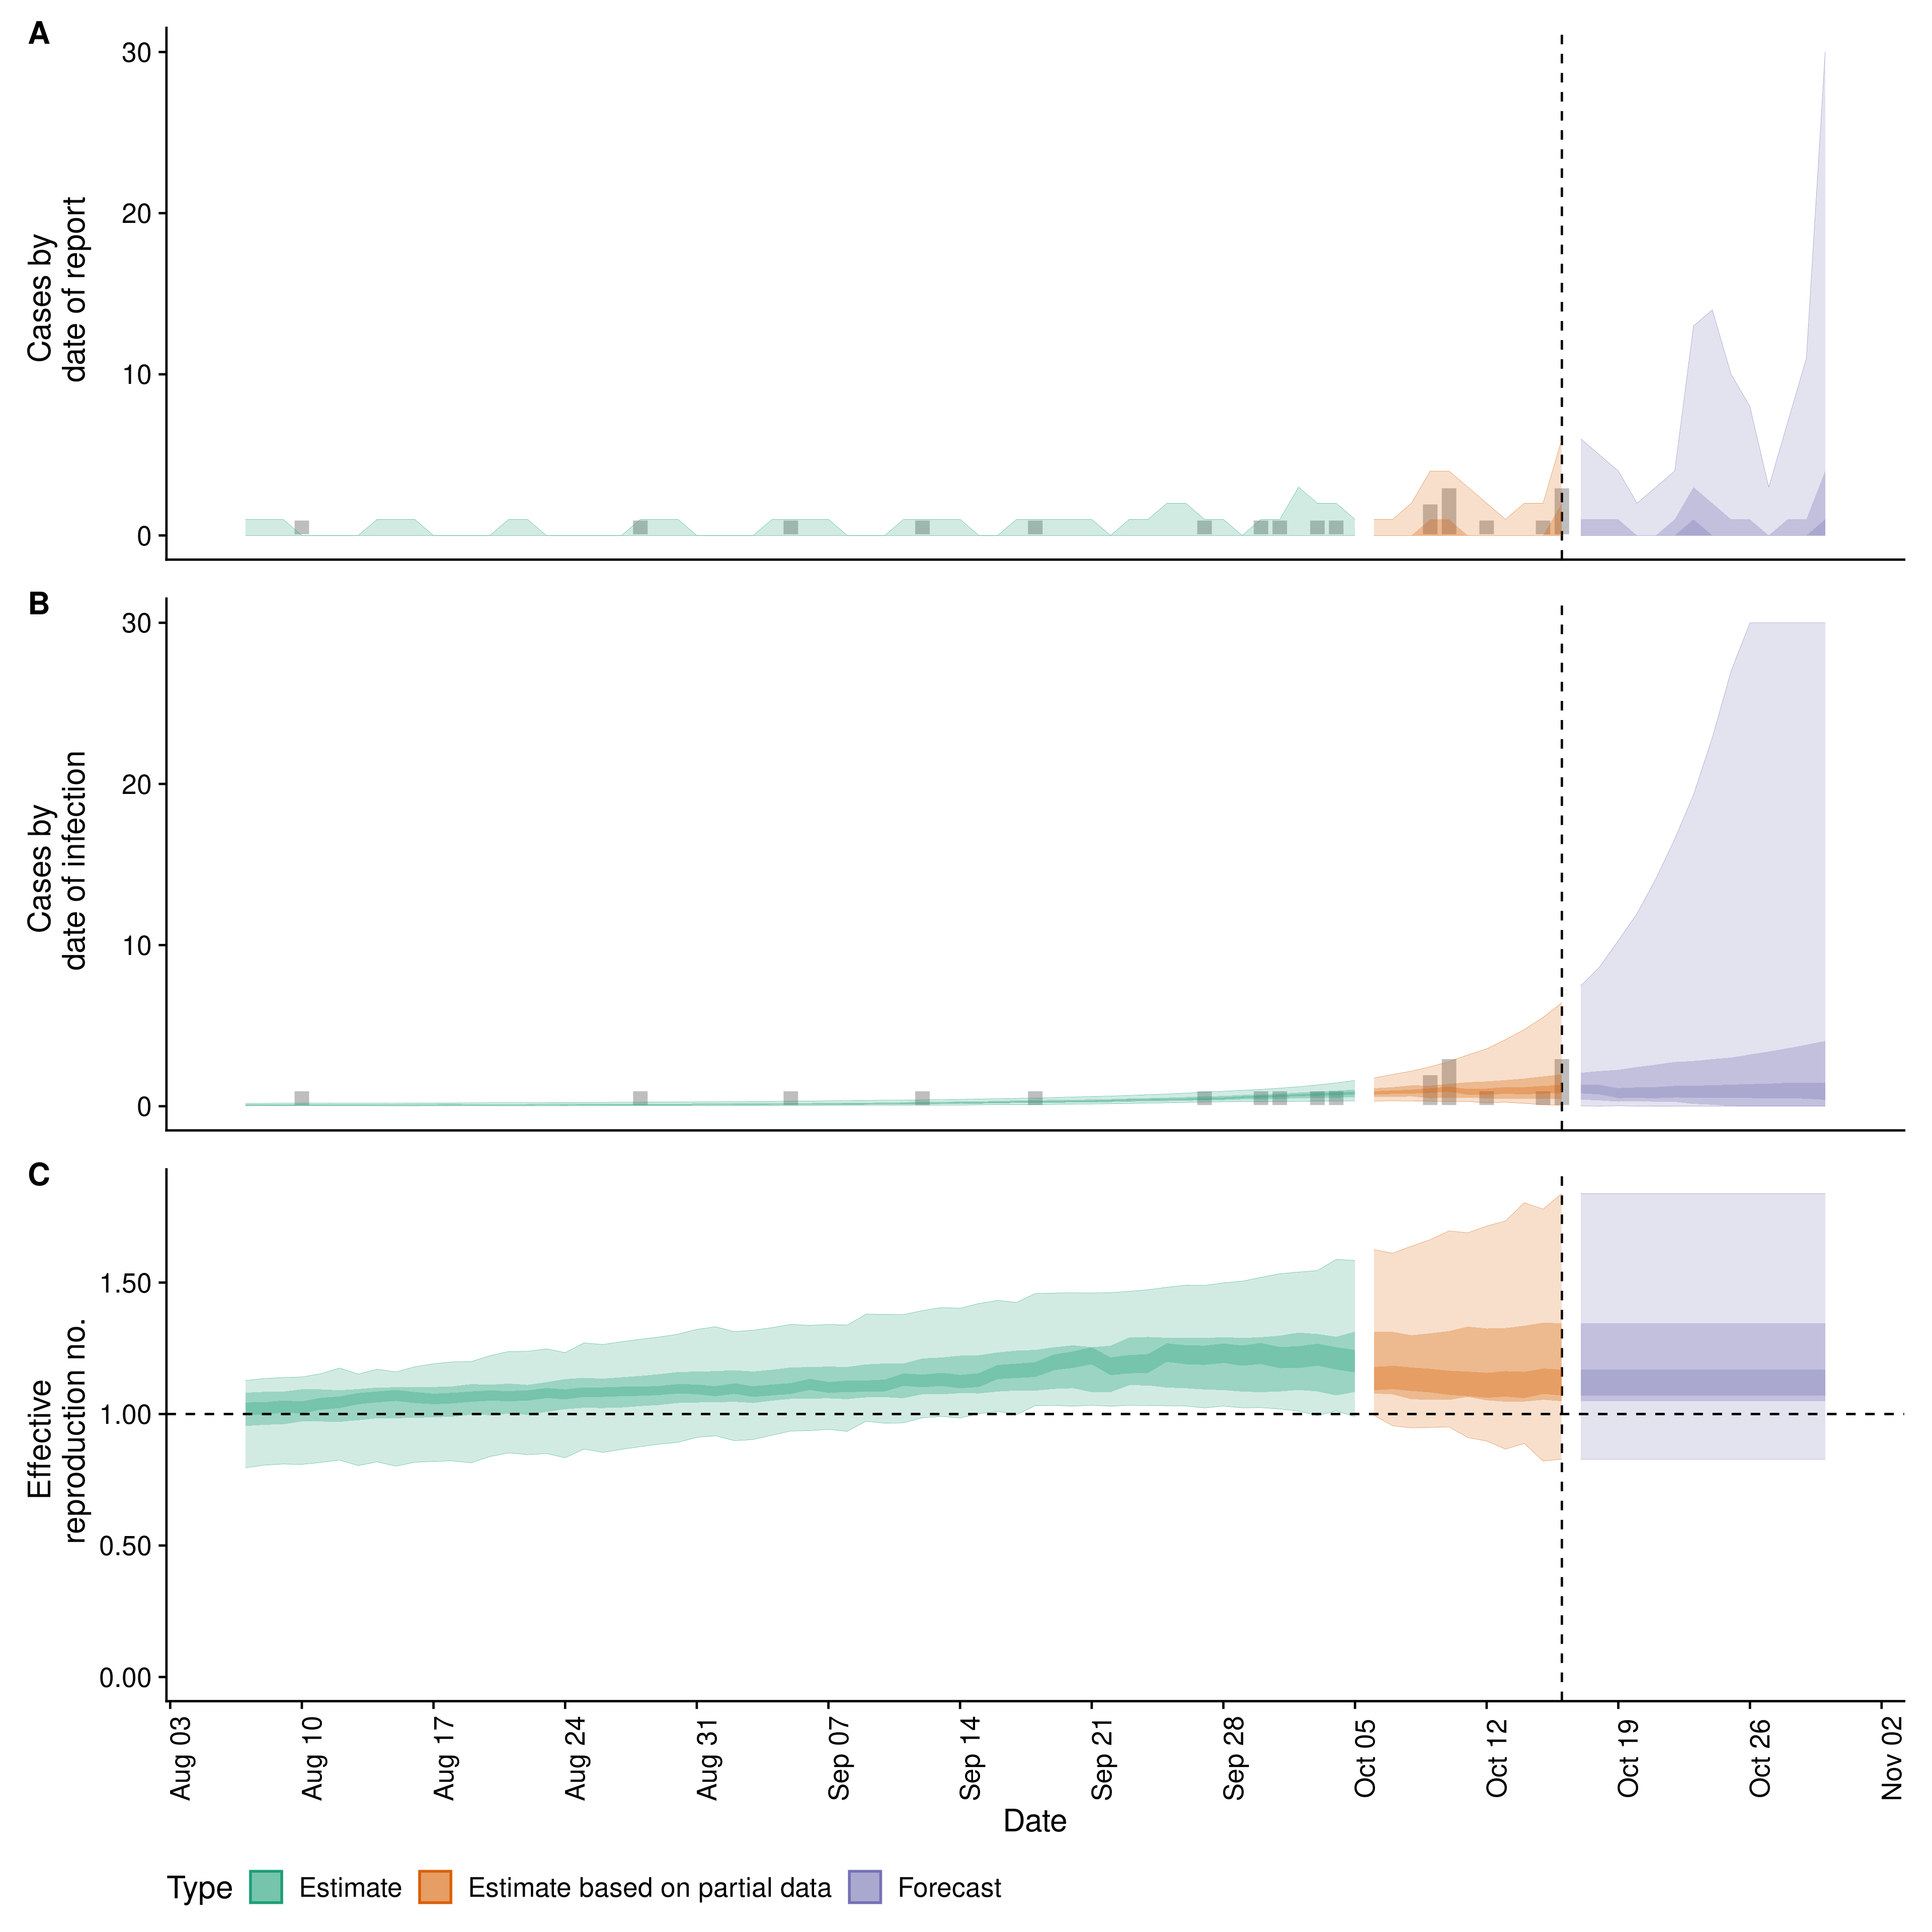 A
Cases by
date of report
30
20
10
0
B
Cases by
date of infection
30
20
10
0
C
Effective
reproduction no.
1.50
1.00
0.50
0.00
Aug 03
Aug 10
Aug 17
Aug 24
Aug 31
Sep 07
Sep 14
Sep 21
Sep 28
Oct 05
Oct 12
Oct 19
Oct 26
Nov 02
Date
Type Estimate Estimate based on partial data Forecast